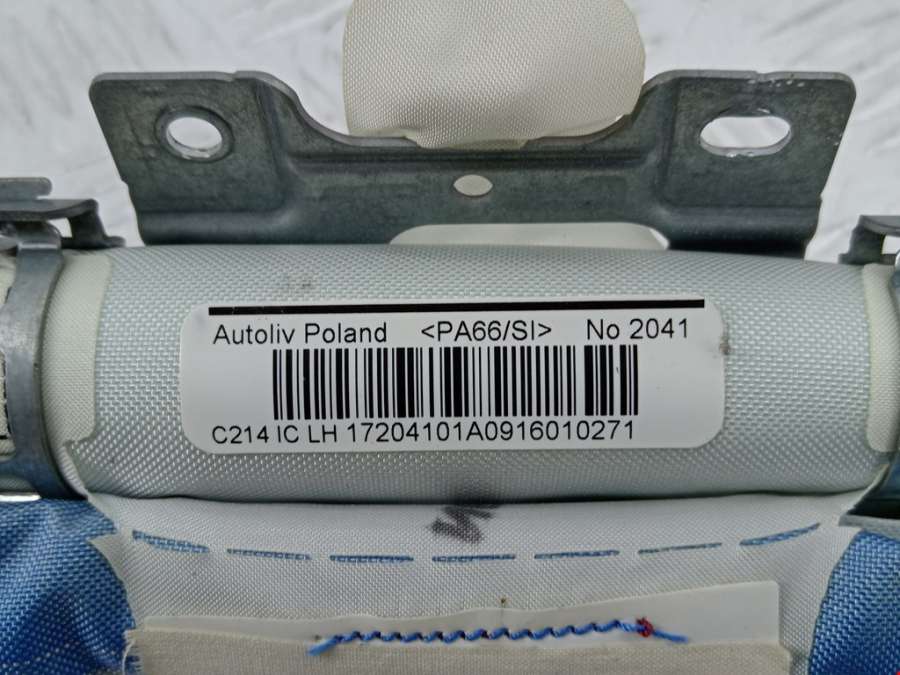 Autoliv Poland <PA66/SI> No 2041
C214 IC LH 17204101A0916010271